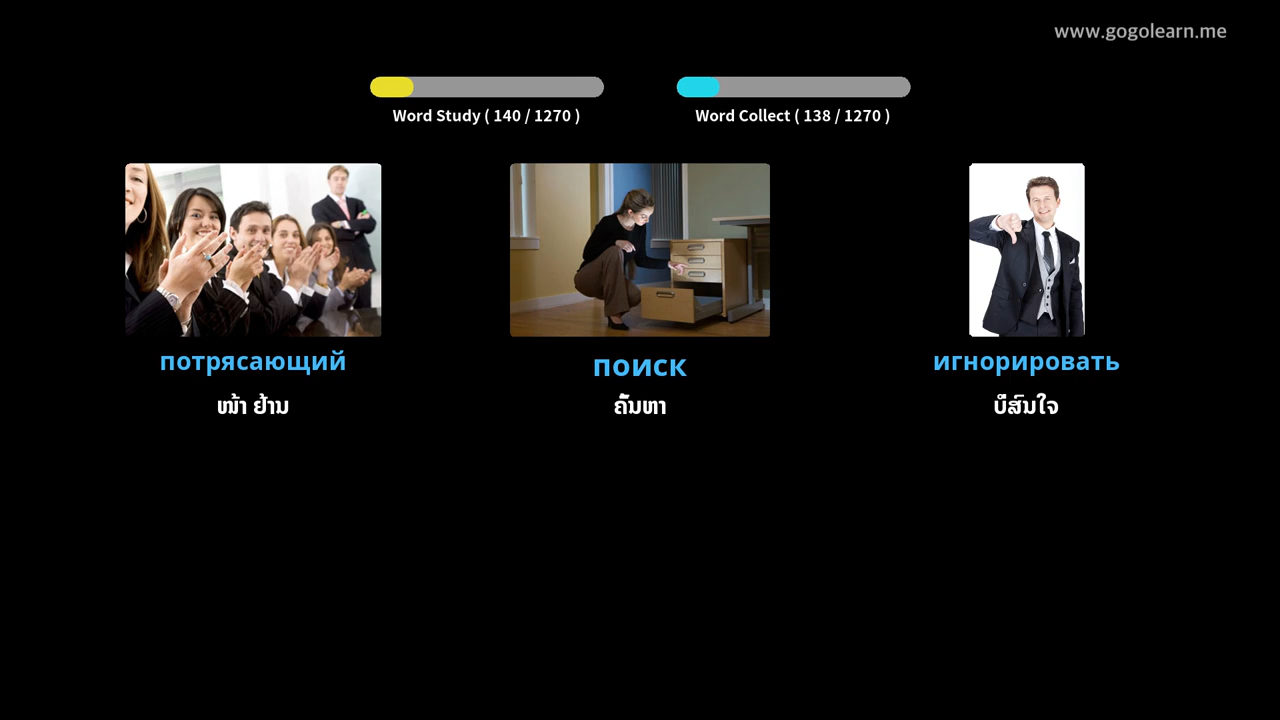 www.gogolearn.me
Word Study ( 140 / 1270 )
Word Collect ( 138 / 1270 )
потрясающий
поиск
игнорировать
ໜ້າ ຢ້ານ
ຄົ້ນຫາ
ບໍ່ສົນໃຈ